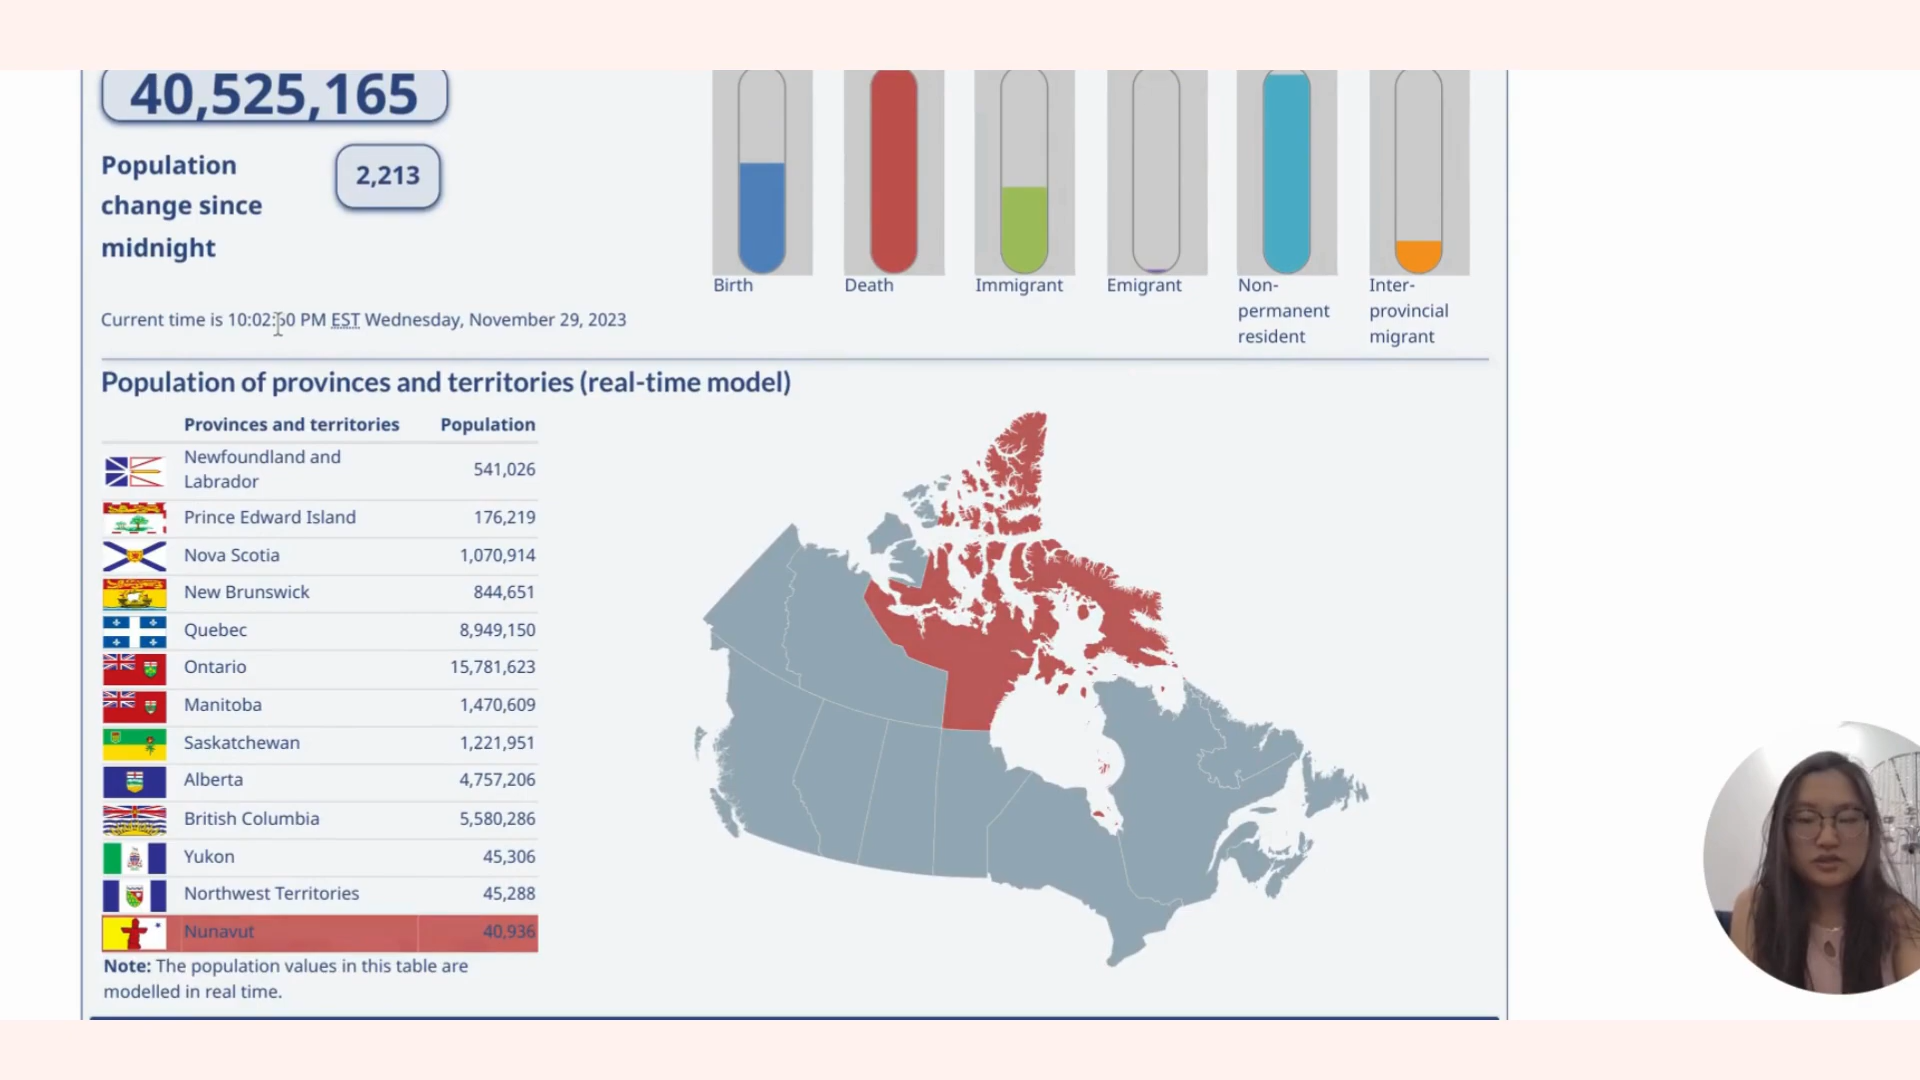 40,525,165
Population
change since
midnight
2,213
Birth
Death
Immigrant
Emigrant
Non-
permanent
resident
Inter-
provincial
migrant
Current time is 10:02:50 PM EST Wednesday, November 29, 2023
Population of provinces and territories (real-time model)
Provinces and territories Population
Newfoundland and
Labrador
541,026
Prince Edward Island 176,219
Nova Scotia 1,070,914
New Brunswick 844,651
Quebec 8,949,150
Ontario 15,781,623
Manitoba 1,470,609
Saskatchewan 1,221,951
Alberta 4,757,206
British Columbia 5,580,286
Yukon 45,306
Northwest Territories 45,288
Nunavut 40,936
Note: The population values in this table are
modelled in real time.